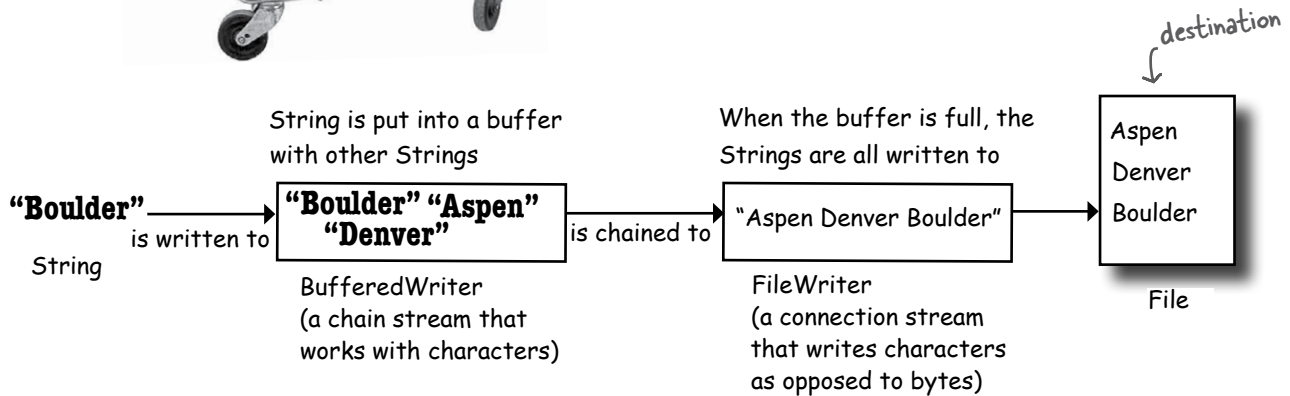 destination
String is put into a buffer
with other Strings
When the buffer is full, the
Strings are all written to
“Boulder”
is written to
String
“Boulder” “Aspen”
“Denver”
is chained to
“Aspen Denver Boulder”
Aspen
Denver
Boulder
BufferedWriter
(a chain stream that
works with characters)
FileWriter
(a connection stream
that writes characters
as opposed to bytes)
File